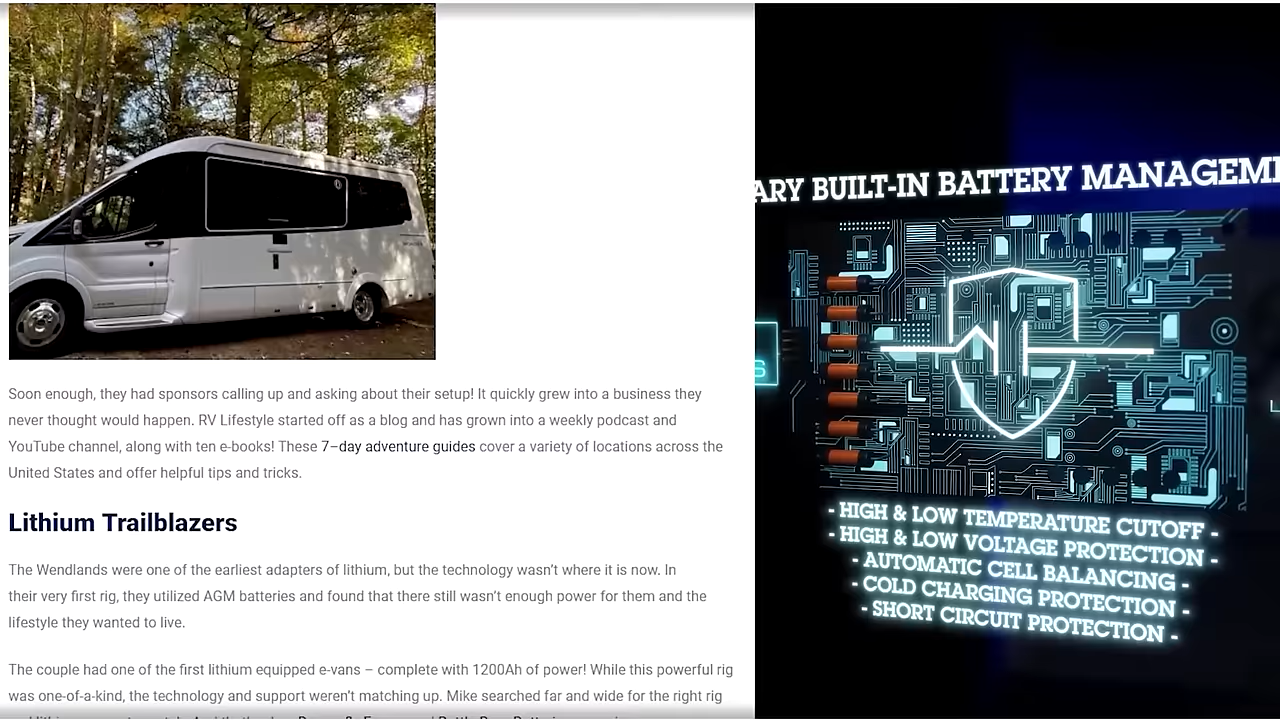 Soon enough, they had sponsors calling up and asking about their setup! It quickly grew into a business they
never thought would happen. RV Lifestyle started off as a blog and has grown into a weekly podcast and
YouTube channel, along with ten e-books! These 7–day adventure guides cover a variety of locations across the
United States and offer helpful tips and tricks.
Lithium Trailblazers
The Wendlands were one of the earliest adapters of lithium, but the technology wasn't where it is now. In
their very first rig, they utilized AGM batteries and found that there still wasn't enough power for them and the
lifestyle they wanted to live.
The couple had one of the first lithium equipped e-vans – complete with 1200Ah of power! While this powerful rig
was one-of-a-kind, the technology and support weren't matching up. Mike searched far and wide for the right rig
ARY BUILT-IN BATTERY MANAGEME
S
- HIGH & LOW TEMPERATURE CUTOFF -
- HIGH & LOW VOLTAGE PROTECTION -
- AUTOMATIC CELL BALANCING -
- COLD CHARGING PROTECTION -
- SHORT CIRCUIT PROTECTION -